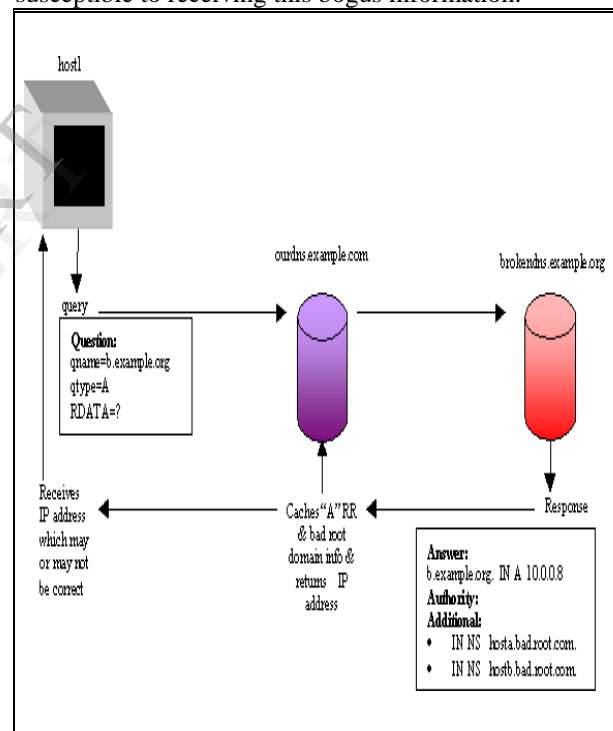 susceptible to receiving this bogus information.
host1
ourdns.example.com
brokendns.example.org
query
Question:
qname=b.example.org
qtype=A
RDATA=?
Receives
IP address
which may
or may not
be correct
Caches "A" RR
& bad root
domain info &
returns IP
address
Response
Answer:
b.example.org. IN A 10.0.0.8
Authority:
Additional:
• IN NS hosta.bad.root.com.
• IN NS hostb.bad.root.com.